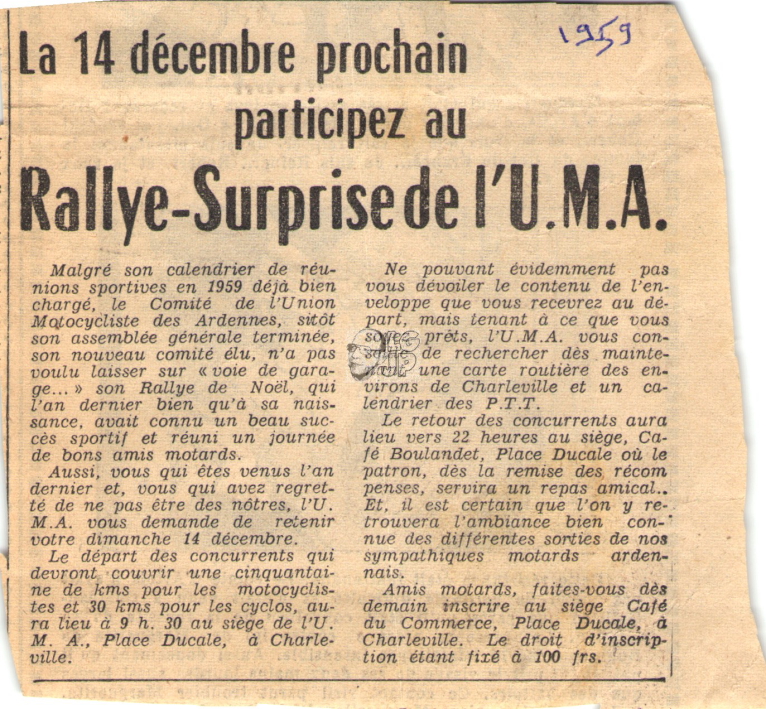 1959
La 14 décembre prochain
participez au
Rallye-Surprise de l'U.M.A.
Malgré son calendrier de réu-
nions sportives en 1959 déjà bien
chargé, le Comité de l'Union
Motocycliste des Ardennes, sitôt
son assemblée générale terminée,
son nouveau comité élu, n'a pas
voulu laisser sur « voie de gara-
ge... » son Rallye de Noël, qui
l'an dernier bien qu'à sa nais-
sance, avait connu un beau suc-
cès sportif et réuni un journée
de bons amis motards.
Aussi, vous qui êtes venus l'an
dernier et, vous qui avez regret-
té de ne pas être des nôtres, l'U.
M.A. vous demande de retenir
votre dimanche 14 décembre.
Le départ des concurrents qui
devront couvrir une cinquantai-
ne de kms pour les motocyclis-
tes et 30 kms pour les cyclos, au-
ra lieu à 9 h. 30 au siège de l'U.
M. A., Place Ducale, à Charle-
ville.
Ne pouvant évidemment pas
vous dévoiler le contenu de l'en-
veloppe que vous recevrez au dé-
part, mais tenant à ce que vous
soyez prêts, l'U.M.A. vous con-
seille de rechercher dès mainte-
nant une carte routière des en-
virons de Charleville et un ca-
lendrier des P.T.T.
Le retour des concurrents aura
lieu vers 22 heures au siège, Ca-
fé Boulandet, Place Ducale où le
patron, dès la remise des récom
penses, servira un repas amical..
Et, il est certain que l'on y re-
trouvera l'ambiance bien con-
nue des différentes sorties de nos
sympathiques motards arden-
nais.
Amis motards, faites-vous dès
demain inscrire au siège Café
du Commerce, Place Ducale, à
Charleville. Le droit d'inscrip-
tion étant fixé à 100 frs.